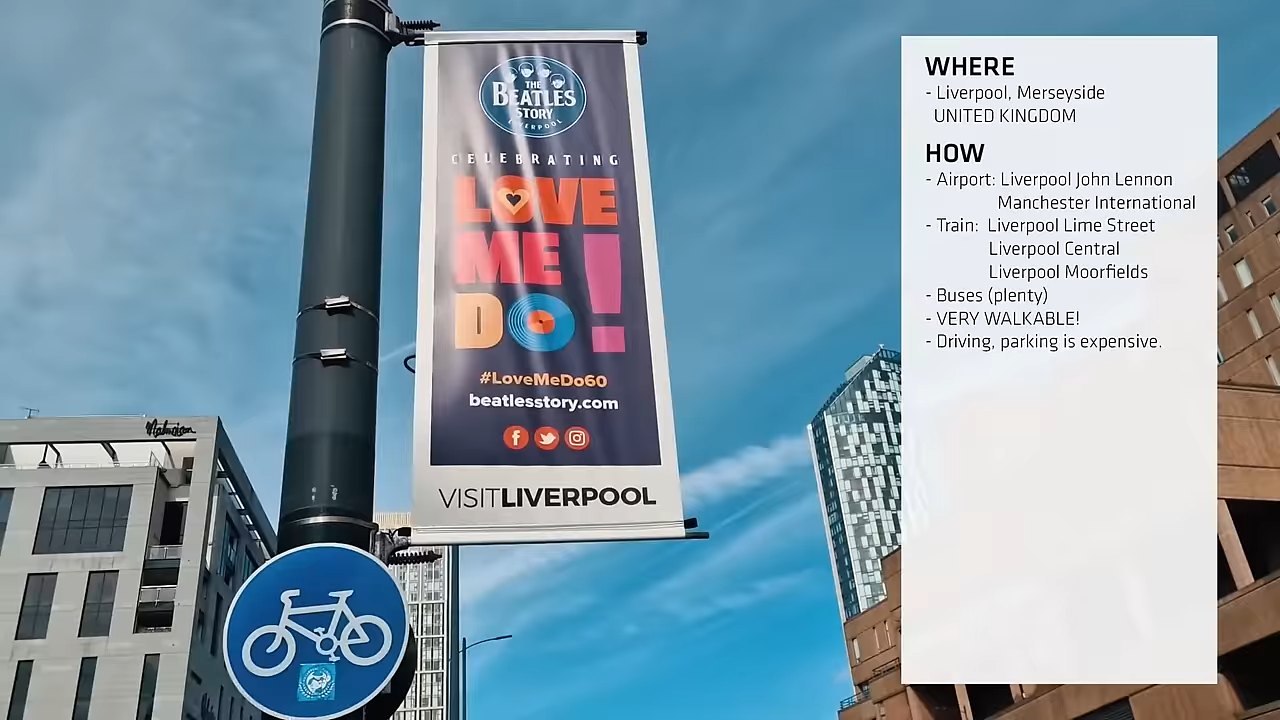 THE
BEATLES
STORY
LIVERPOOL
CELEBRATING
LOVE
ME
DO!
#LoveMeDo60
beatlesstory.com
VISITLIVERPOOL
Malmaison
WHERE
- Liverpool, Merseyside
UNITED KINGDOM
HOW
- Airport: Liverpool John Lennon
Manchester International
- Train: Liverpool Lime Street
Liverpool Central
Liverpool Moorfields
- Buses (plenty)
- VERY WALKABLE!
- Driving, parking is expensive.